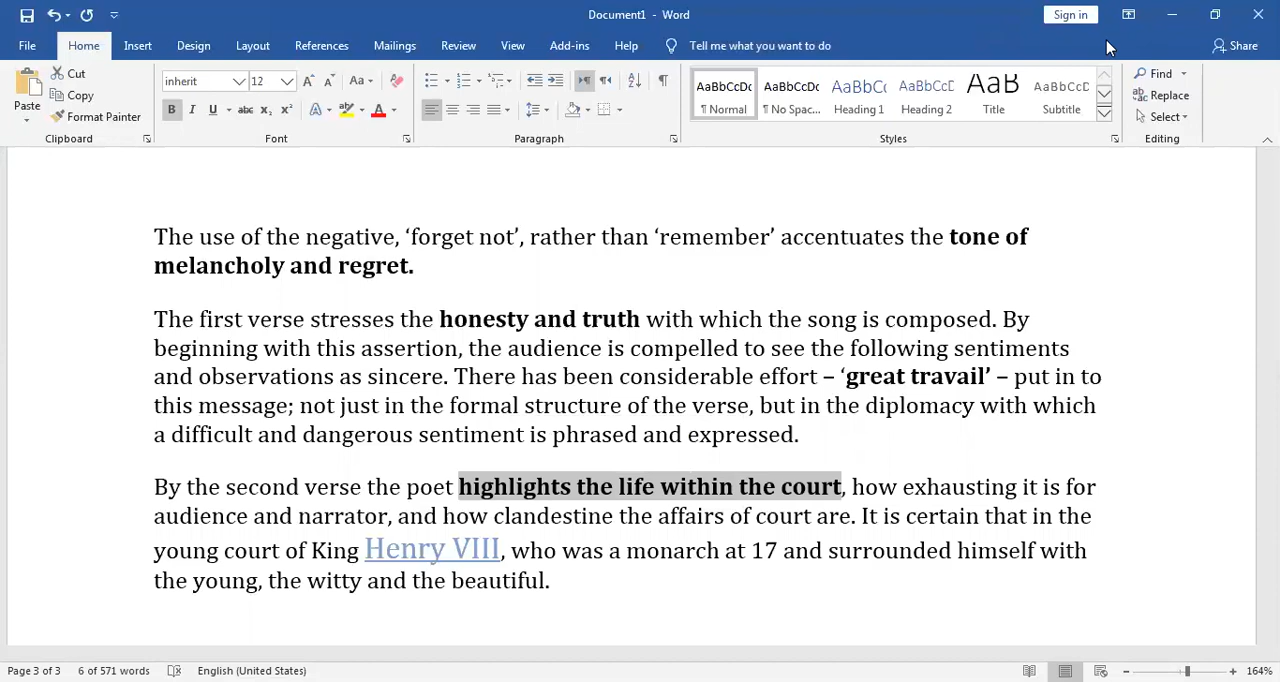 Document1 - Word
Sign in
File Home Insert Design Layout References Mailings Review View Add-ins Help Tell me what you want to do Share
Paste Cut Copy Format Painter
inherit 12 Aa
B I U abc x₂ x² A ab A
AaBbCcDc AaBbCcDc AaBbCc AaBbCcD AaB AaBbCcD
¶ Normal ¶ No Spac... Heading 1 Heading 2 Title Subtitle
Find Replace Select
Clipboard Font Paragraph Styles Editing
The use of the negative, ‘forget not’, rather than ‘remember’ accentuates the tone of
melancholy and regret.
The first verse stresses the honesty and truth with which the song is composed. By
beginning with this assertion, the audience is compelled to see the following sentiments
and observations as sincere. There has been considerable effort – ‘great travail’ – put in to
this message; not just in the formal structure of the verse, but in the diplomacy with which
a difficult and dangerous sentiment is phrased and expressed.
By the second verse the poet highlights the life within the court, how exhausting it is for
audience and narrator, and how clandestine the affairs of court are. It is certain that in the
young court of King Henry VIII, who was a monarch at 17 and surrounded himself with
the young, the witty and the beautiful.
Page 3 of 3 6 of 571 words English (United States) 164%